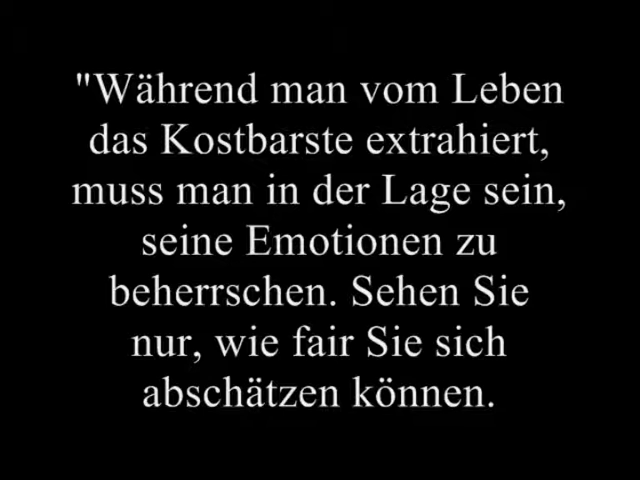 "Während man vom Leben
das Kostbarste extrahiert,
muss man in der Lage sein,
seine Emotionen zu
beherrschen. Sehen Sie
nur, wie fair Sie sich
abschätzen können.